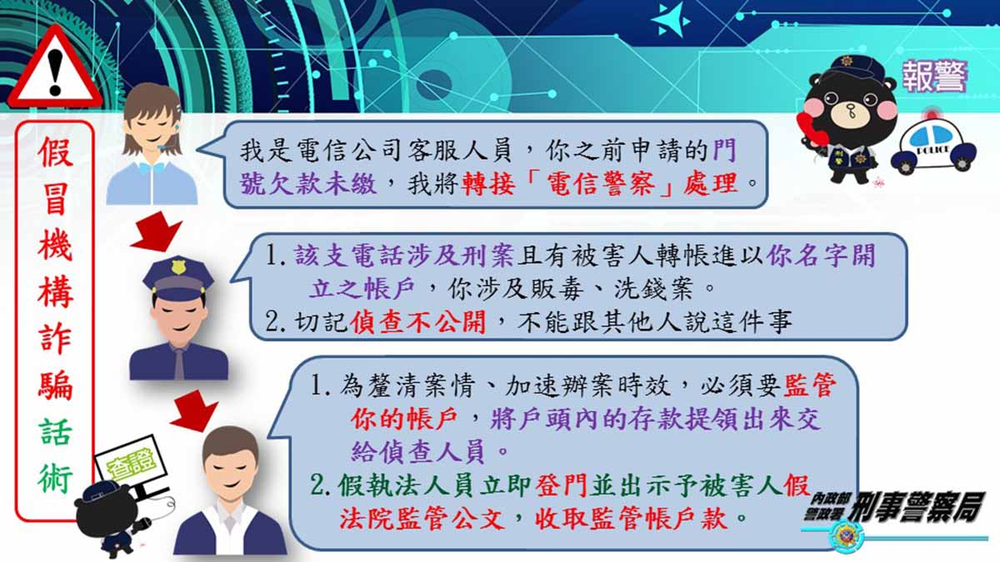 報警
假冒機構詐騙話術
我是電信公司客服人員，你之前申請的門
號欠款未繳，我將轉接「電信警察」處理。
刑警
POLICE
1. 該支電話涉及刑案且有被害人轉帳進以你名字開
立之帳戶，你涉及販毒、洗錢案。
2. 切記偵查不公開，不能跟其他人說這件事
1. 為釐清案情、加速辦案時效，必須要監管
你的帳戶，將戶頭內的存款提領出來交
給偵查人員。
2. 假執法人員立即登門並出示予被害人假
法院監管公文，收取監管帳戶款。
查證
內政部
警政署
刑事警察局